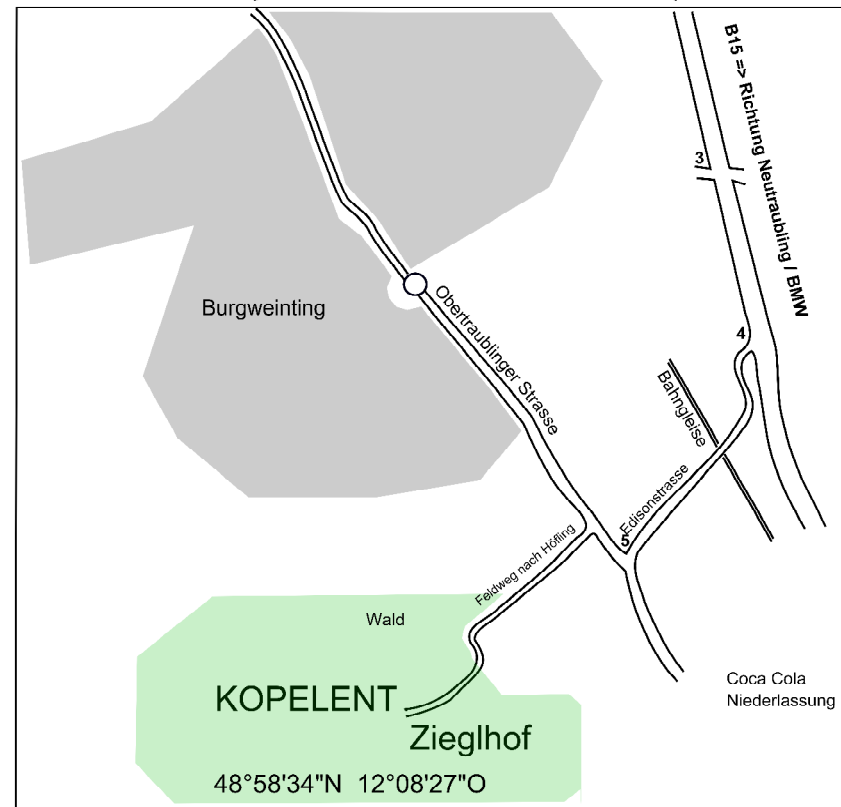 B15 => Richtung Neutraubling / BMW
3
Burgweinting
Obertraublinger Strasse
4
Bahngleise
Edisonstrasse
5
Feldweg nach Höfling
Wald
Coca Cola
Niederlassung
KOPELENT
Zieglhof
48°58'34"N 12°08'27"O